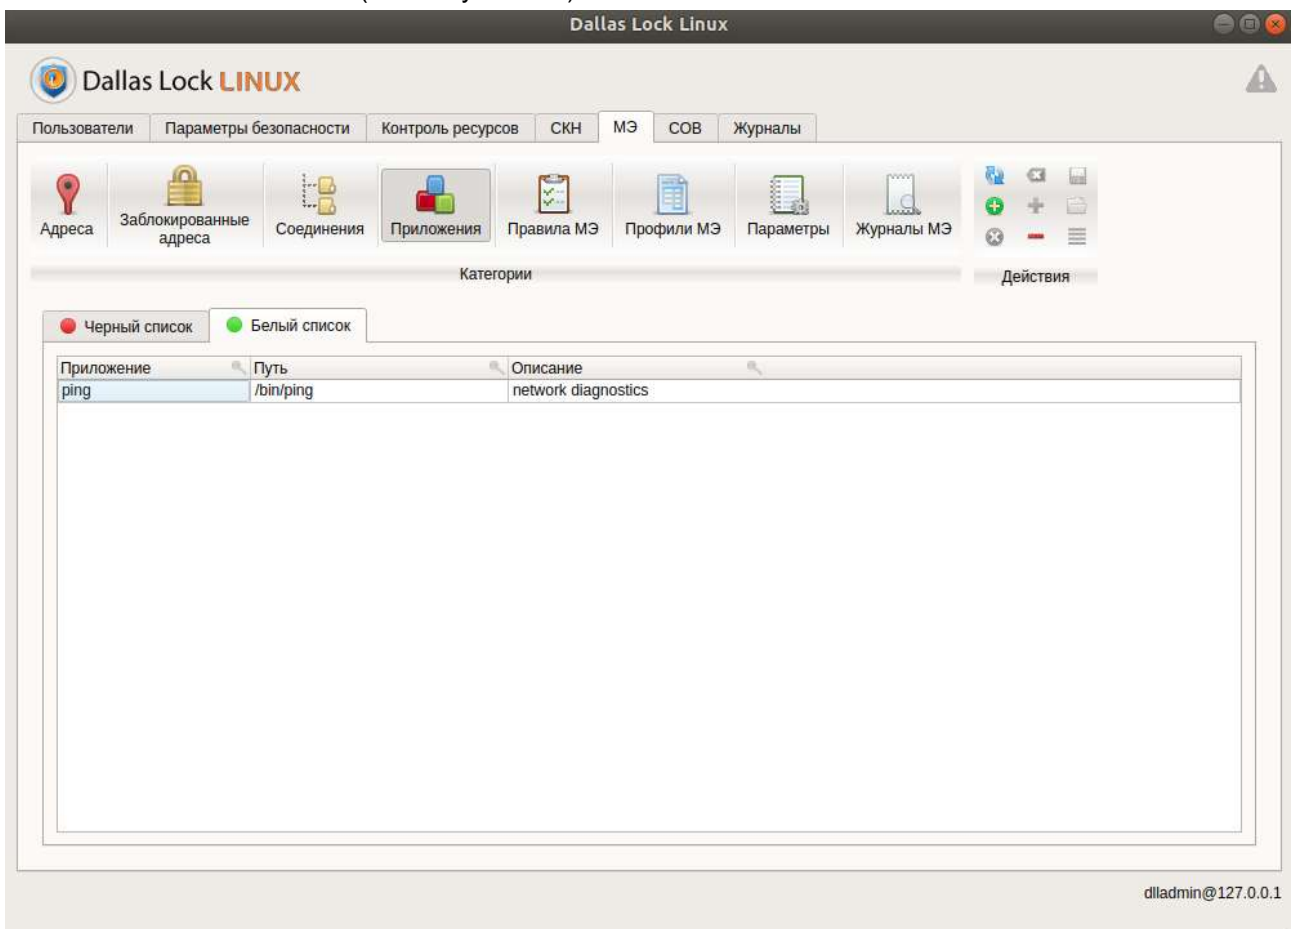 Dallas Lock Linux
Dallas Lock LINUX
Пользователи Параметры безопасности Контроль ресурсов СКН МЭ СОВ Журналы
Адреса Заблокированные адреса Соединения Приложения Правила МЭ Профили МЭ Параметры Журналы МЭ
Категории Действия
Черный список Белый список
Приложение Путь Описание
ping /bin/ping network diagnostics
dlladmin@127.0.0.1